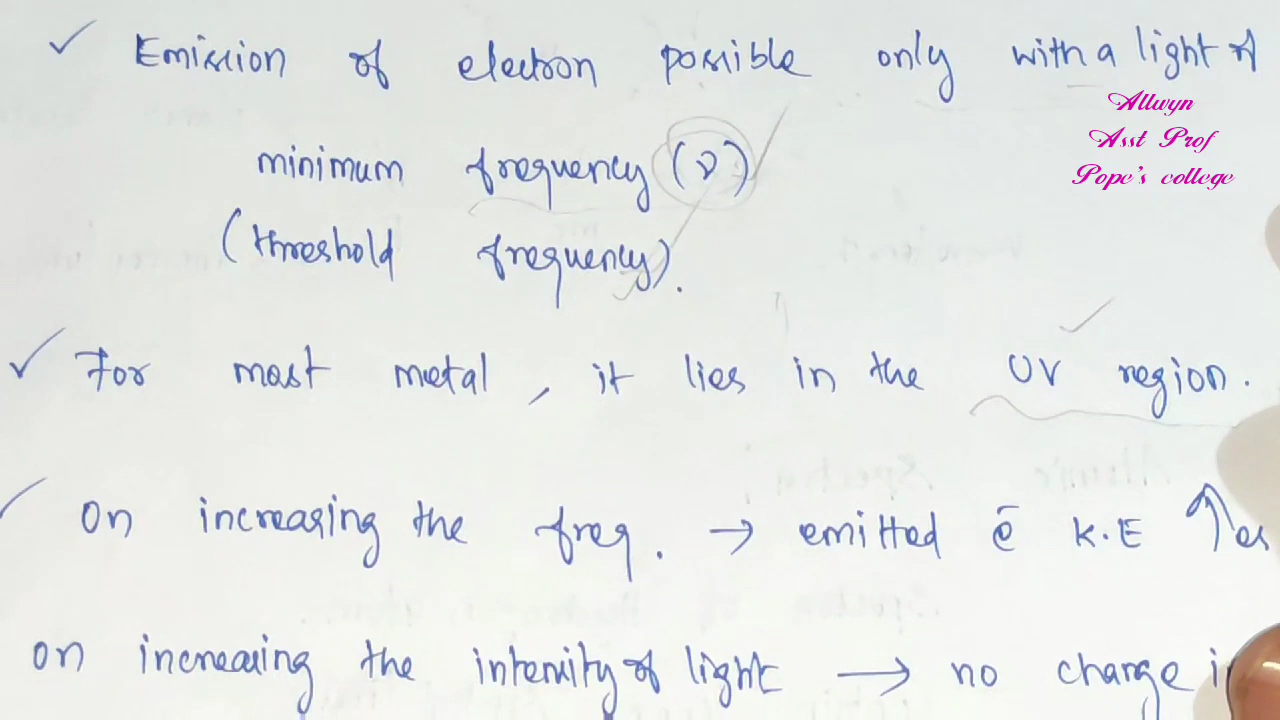 ✓ Emission of electron possible only with a light of
Allwyn
Asst Prof
Pope's college
minimum frequency (ν)
(threshold frequency).
✓ For most metal, it lies in the UV region.
✓ On increasing the freq. → emitted ē K.E ↑es
on increasing the intensity of light → no change